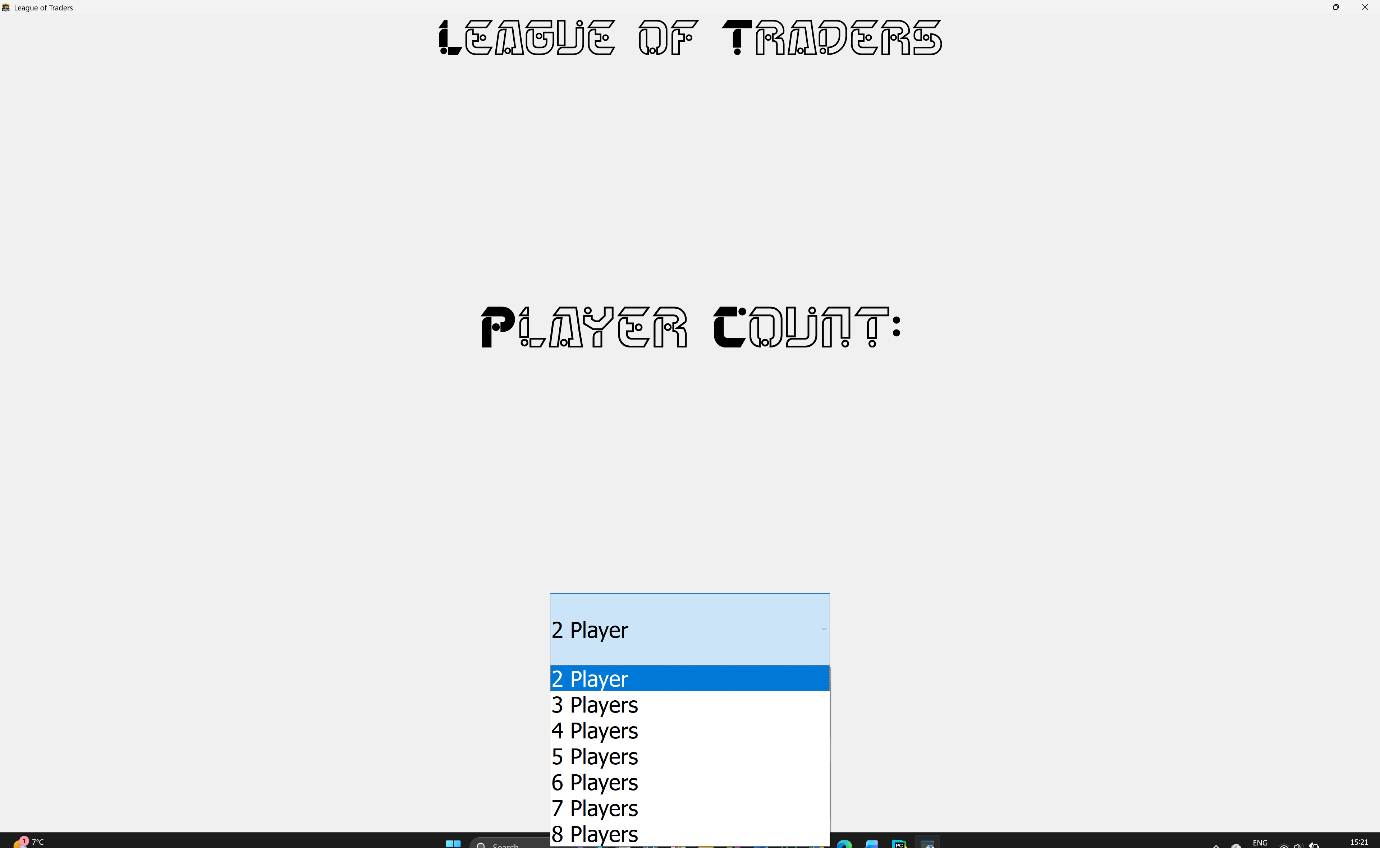 League of Traders
League of Traders
Player Count:
2 Player
2 Player
3 Players
4 Players
5 Players
6 Players
7 Players
8 Players
1
7°C
Search
ENG
15:21